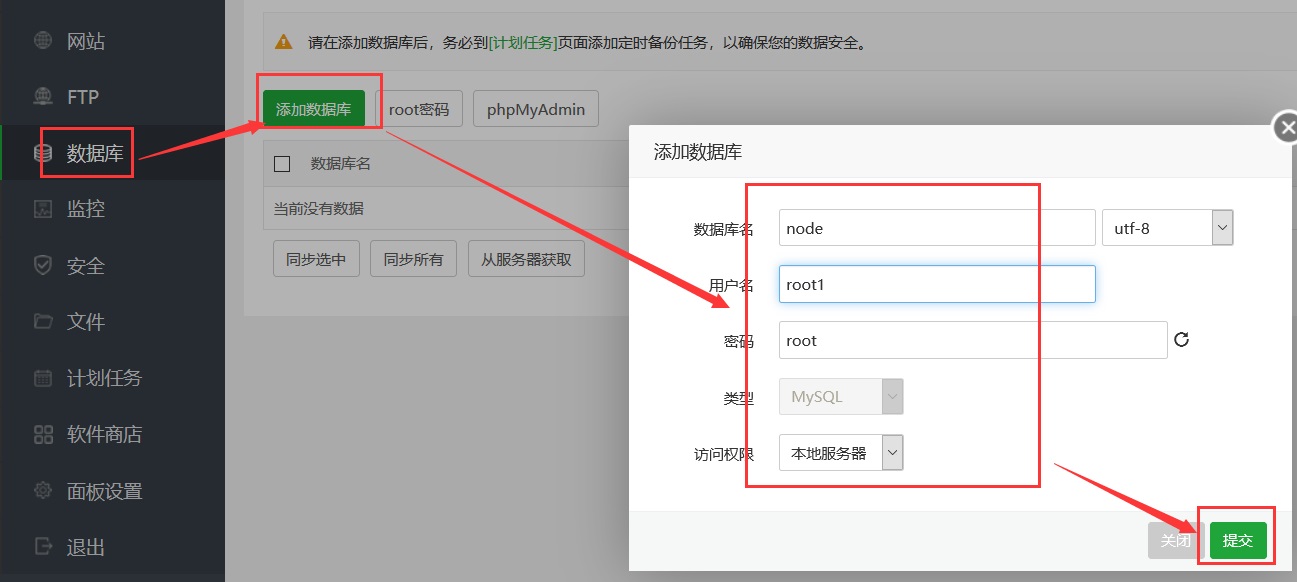 网站
FTP
数据库
监控
安全
文件
计划任务
软件商店
面板设置
退出
请在添加数据库后，务必到[计划任务]页面添加定时备份任务，以确保您的数据安全。
添加数据库 root密码 phpMyAdmin
数据库名
当前没有数据
同步选中 同步所有 从服务器获取
添加数据库
数据库名 node utf-8
用户名 root1
密码 root
类型 MySQL
访问权限 本地服务器
关闭 提交